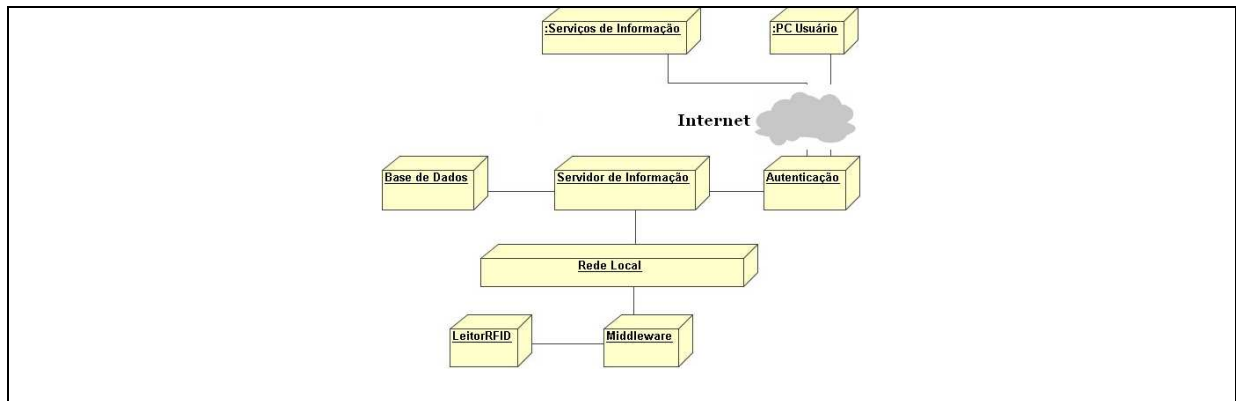 :Serviços de Informação
:PC Usuário
Internet
Base de Dados
Servidor de Informação
Autenticação
Rede Local
LeitorRFID
Middleware